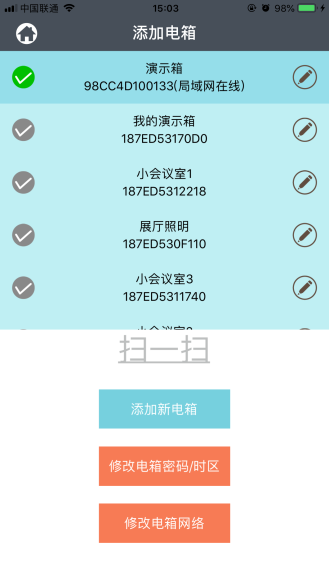 中国联通 15:03 98%
添加电箱
演示箱
98CC4D100133(局域网在线)
我的演示箱
187ED53170D0
小会议室1
187ED5312218
展厅照明
187ED530F110
小会议室3
187ED5311740
扫一扫
添加新电箱
修改电箱密码/时区
修改电箱网络